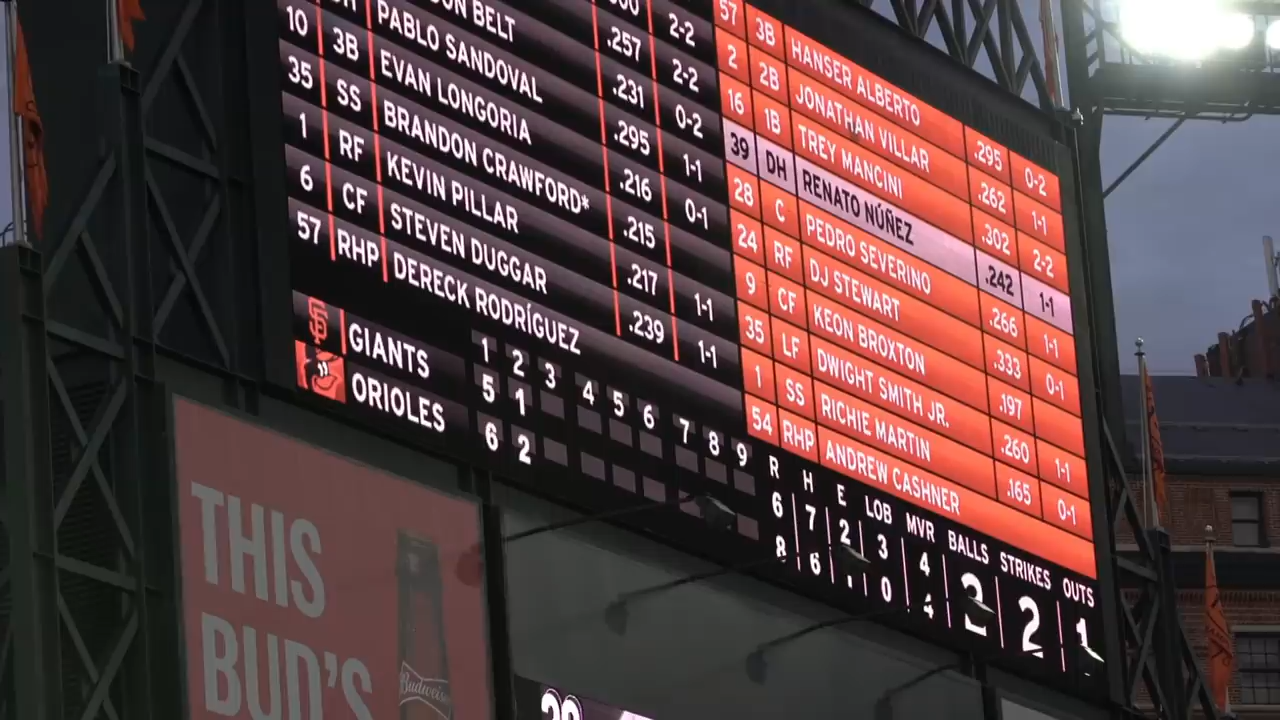 .257 2-2
BELT .231 0-2
PABLO SANDOVAL .295 1-1
10 3B EVAN LONGORIA .216 0-1
35 SS BRANDON CRAWFORD* .215
1 RF KEVIN PILLAR .217 1-1
6 CF STEVEN DUGGAR .239 1-1
57 RHP DERECK RODRÍGUEZ
57 3B HANSER ALBERTO .295 0-2
2 2B JONATHAN VILLAR .262 1-1
16 1B TREY MANCINI .302 2-2
39 DH RENATO NÚÑEZ .242 1-1
28 C PEDRO SEVERINO .266 1-1
24 RF DJ STEWART .333 0-1
9 CF KEON BROXTON .197
35 LF DWIGHT SMITH JR. .260 1-1
1 SS RICHIE MARTIN .165 0-1
54 RHP ANDREW CASHNER
1 2 3 4 5 6 7 8 9 R H E LOB MVR BALLS STRIKES OUTS
SF GIANTS 5 1 6 7 2 3 4 3 2 1
ORIOLES 6 2 8 6 0 4
THIS
BUD'S
Budweiser